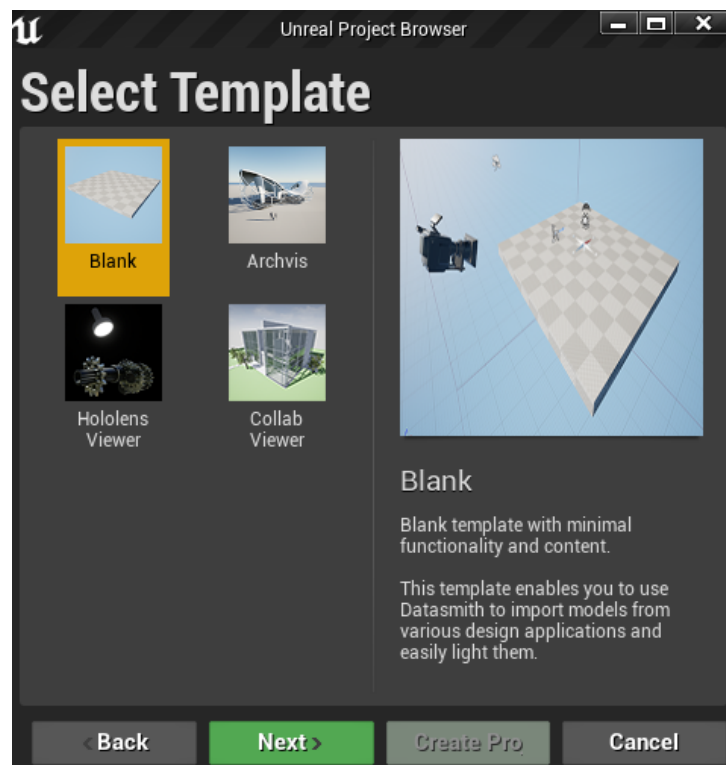 Unreal Project Browser
Select Template
Blank
Archvis
Hololens
Viewer
Collab
Viewer
Blank
Blank template with minimal
functionality and content.
This template enables you to use
Datasmith to import models from
various design applications and
easily light them.
< Back
Next >
Create Pro
Cancel